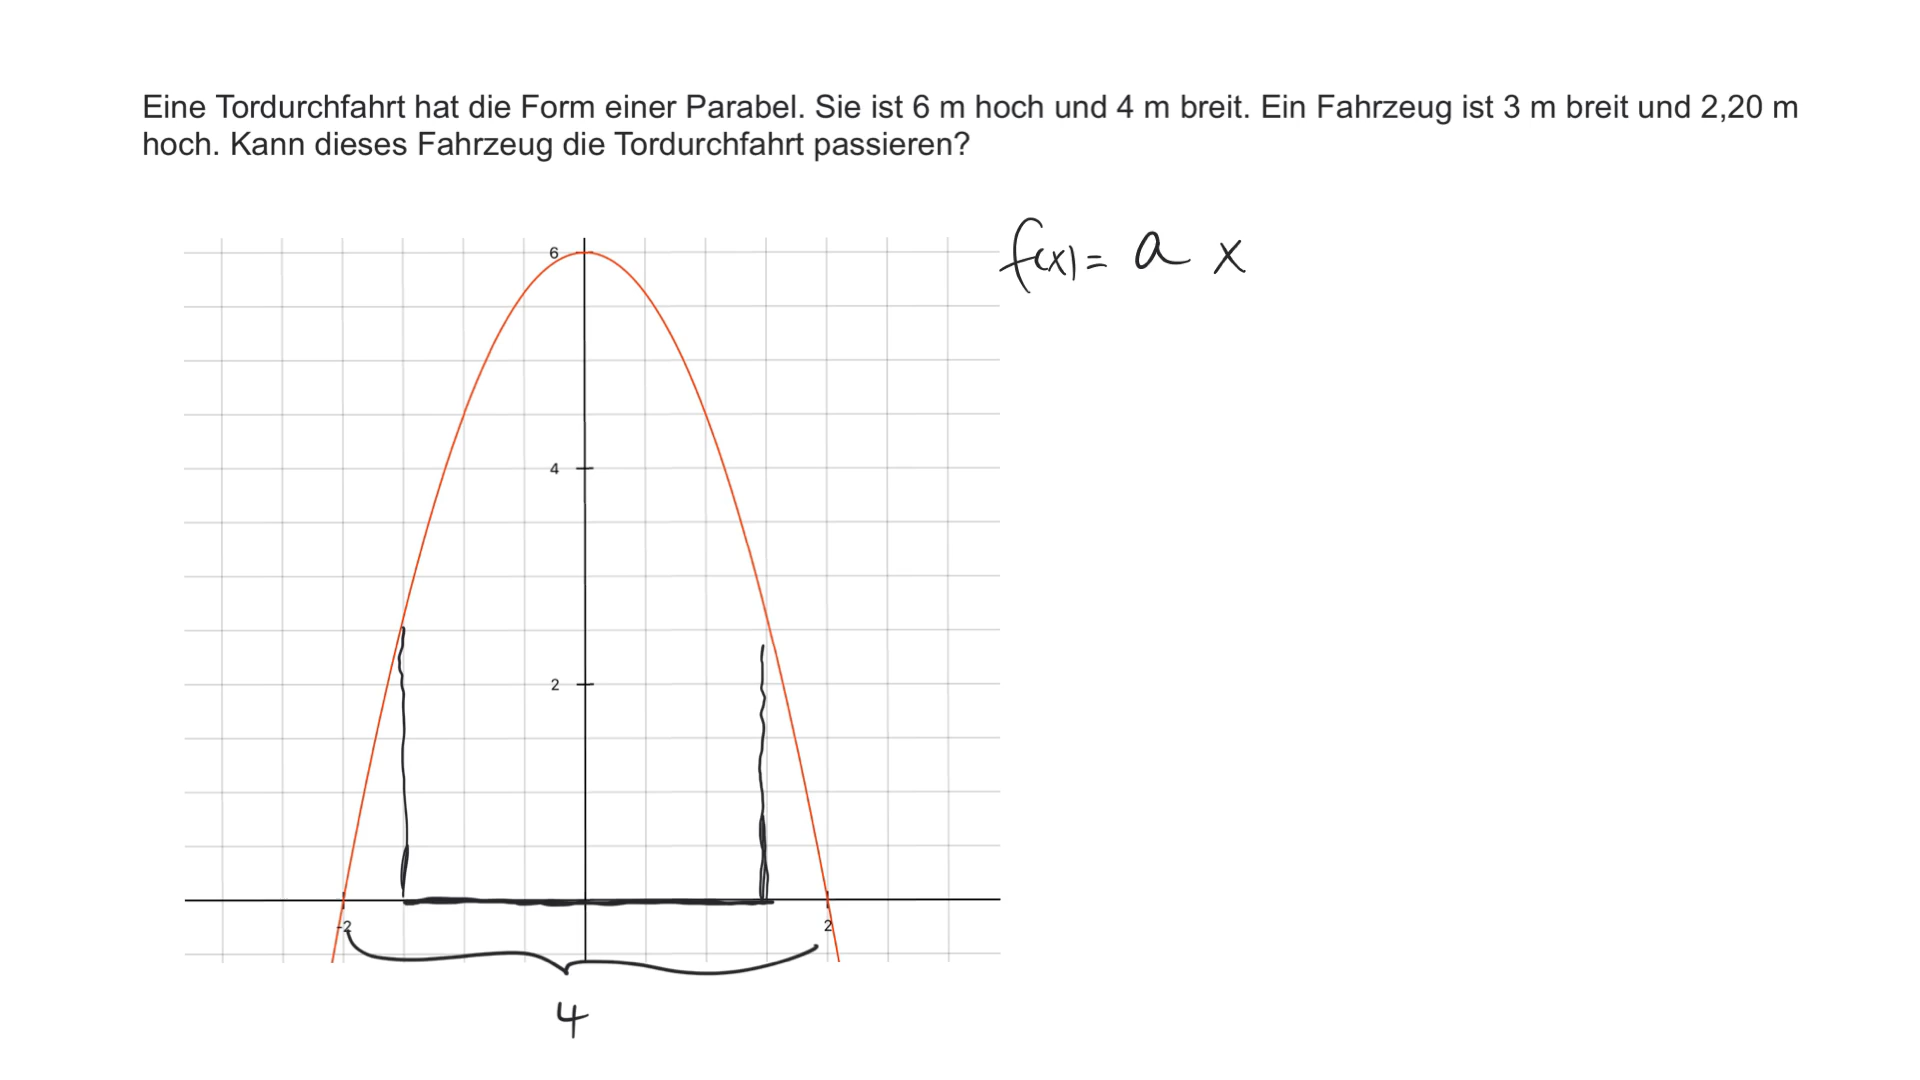 Eine Tordurchfahrt hat die Form einer Parabel. Sie ist 6 m hoch und 4 m breit. Ein Fahrzeug ist 3 m breit und 2,20 m
hoch. Kann dieses Fahrzeug die Tordurchfahrt passieren?
f(x) = a x
6
4
2
-2
2
4